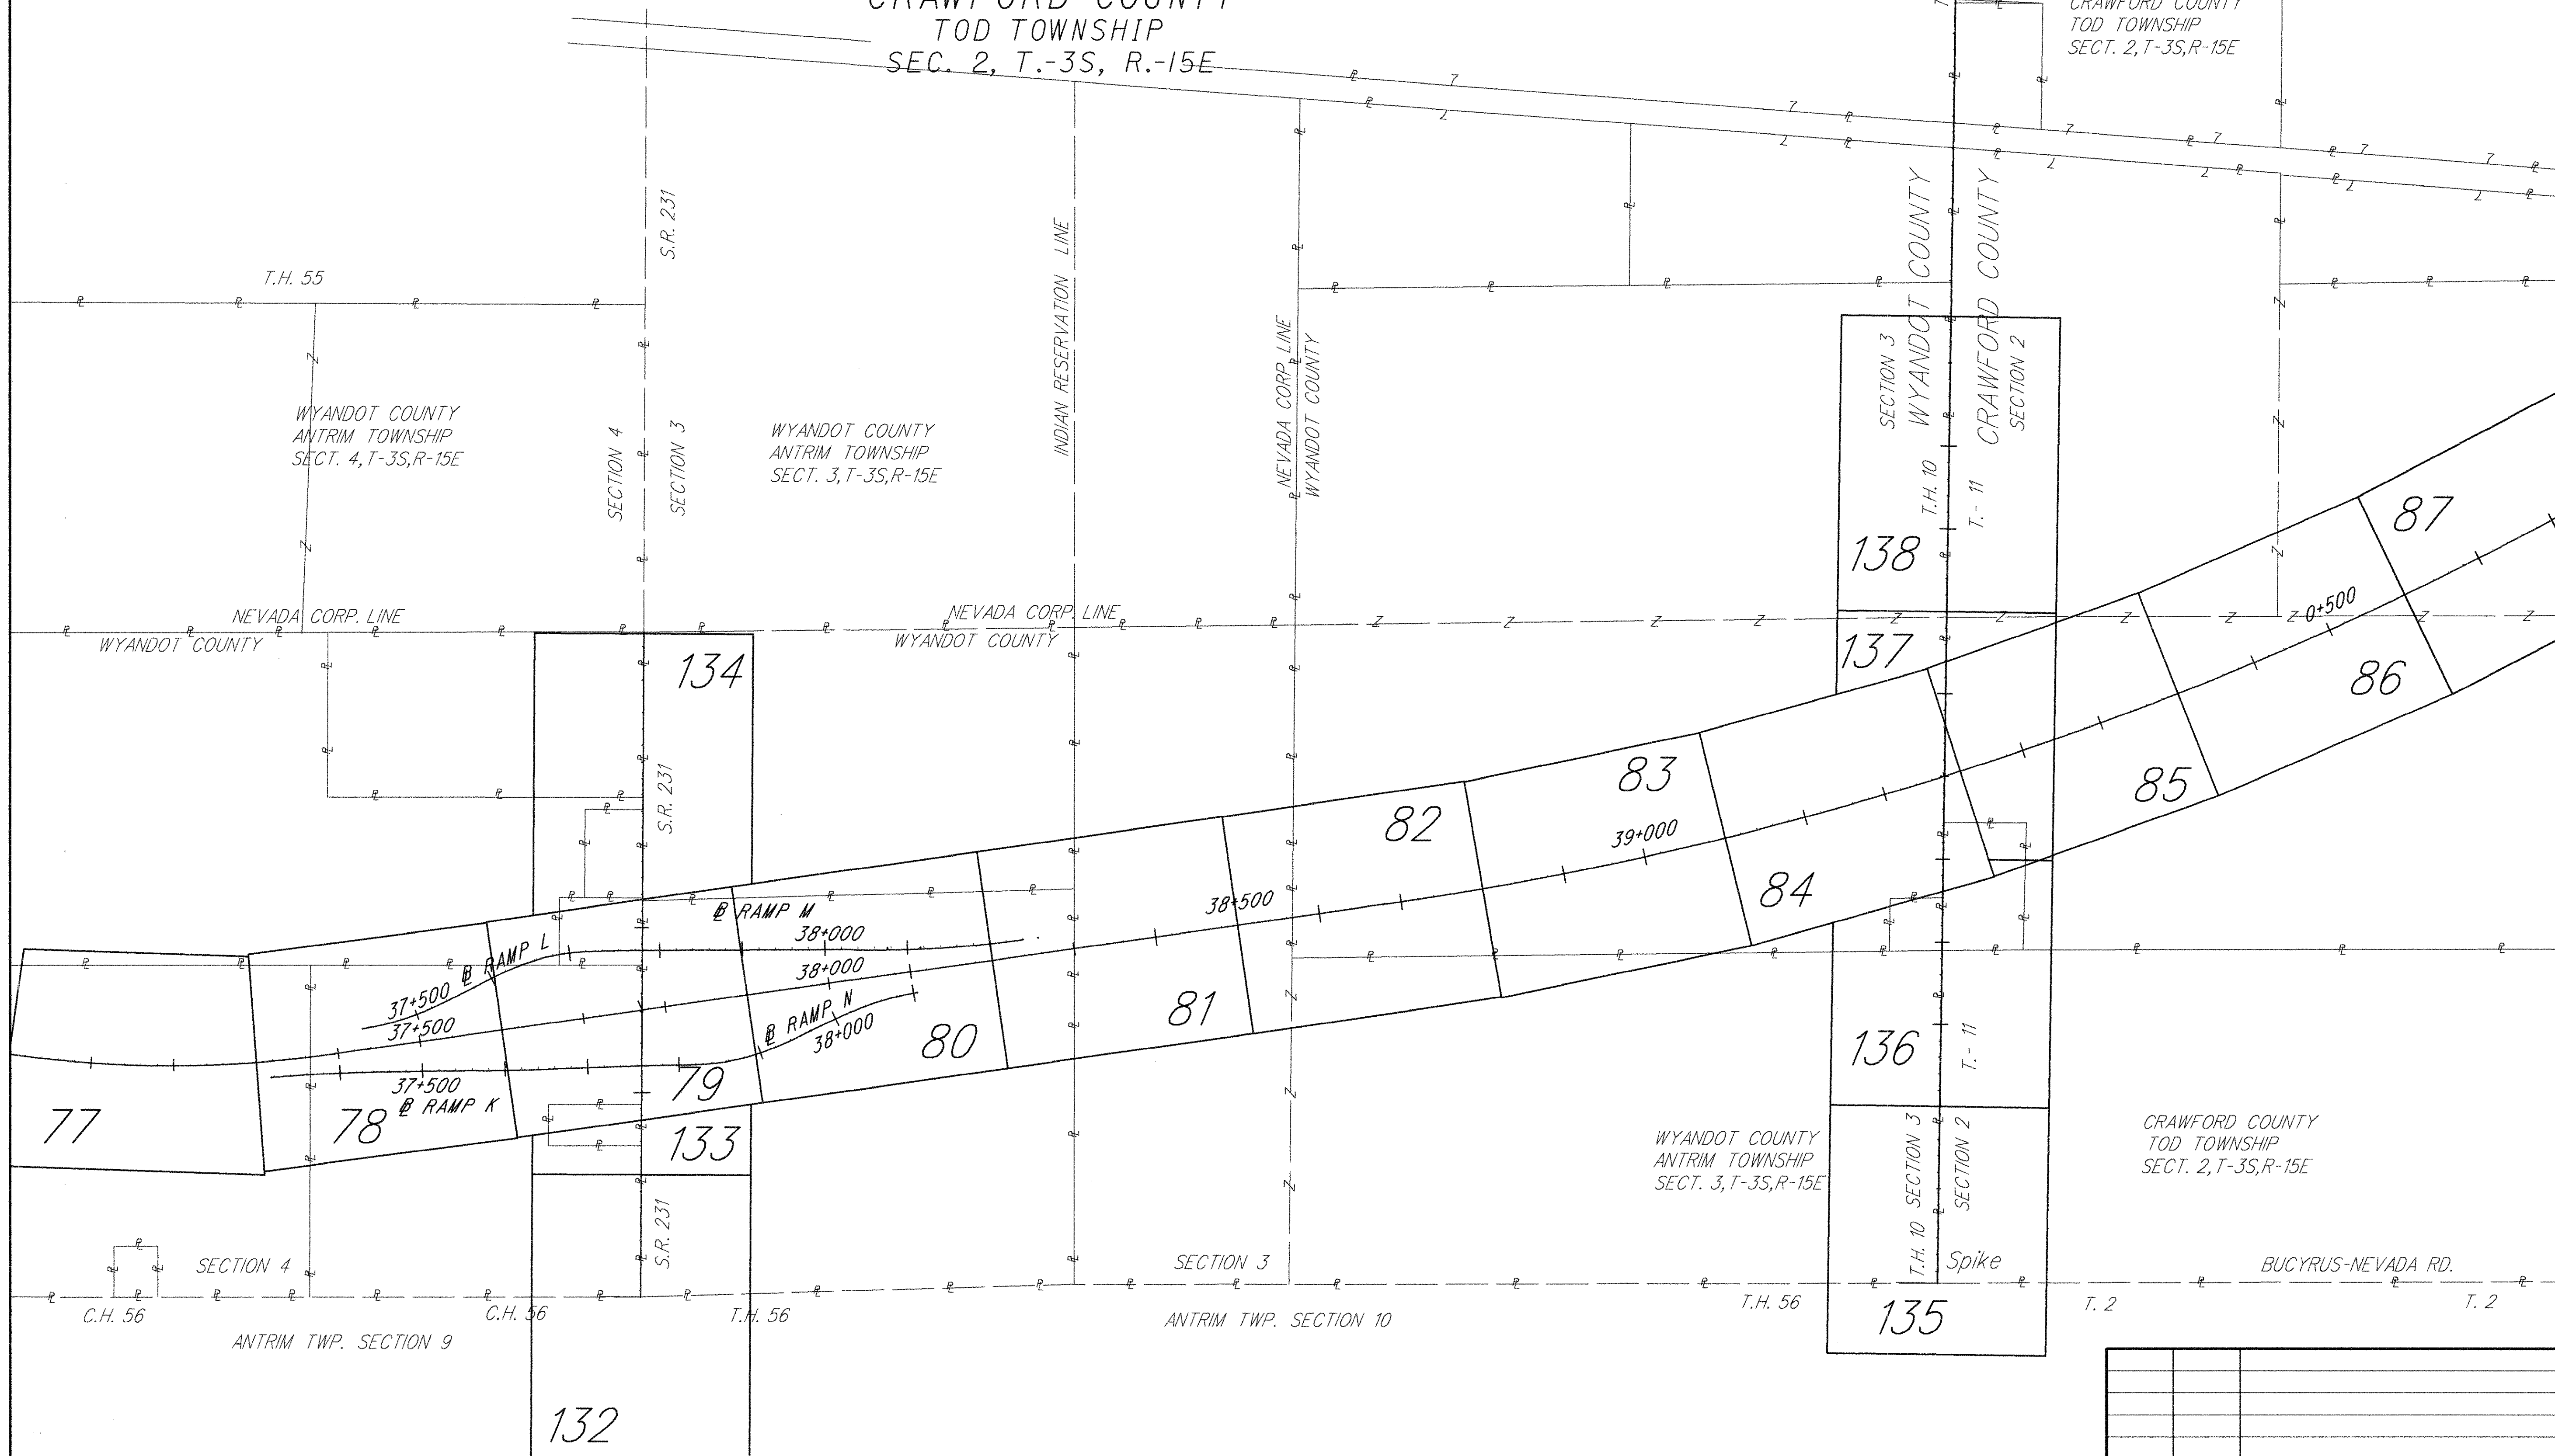 CRAWFORD COUNTY
TOD TOWNSHIP
SEC. 2, T.-3S, R.-15E
CRAWFORD COUNTY
TOD TOWNSHIP
SECT. 2, T-3S, R-15E
S.R. 231
T.H. 55
INDIAN RESERVATION LINE
NEVADA CORP. LINE
WYANDOT COUNTY
SECTION 3
WYANDOT COUNTY
CRAWFORD COUNTY
SECTION 2
WYANDOT COUNTY
ANTRIM TOWNSHIP
SECT. 4, T-3S, R-15E
SECTION 4
SECTION 3
WYANDOT COUNTY
ANTRIM TOWNSHIP
SECT. 3, T-3S, R-15E
T.H. 10
T.- 11
138
87
0+500
NEVADA CORP. LINE
WYANDOT COUNTY
NEVADA CORP. LINE
WYANDOT COUNTY
134
137
86
S.R. 231
83
82
39+000
85
84
38+500
RAMP M
38+000
RAMP L
38+000
37+500
37+500
RAMP N
38+000
80
81
136
T.- 11
37+500
RAMP K
77
78
79
133
WYANDOT COUNTY
ANTRIM TOWNSHIP
SECT. 3, T-3S, R-15E
T.H. 10
SECTION 3
SECTION 2
CRAWFORD COUNTY
TOD TOWNSHIP
SECT. 2, T-3S, R-15E
S.R. 231
SECTION 4
SECTION 3
Spike
BUCYRUS-NEVADA RD.
C.H. 56
C.H. 56
T.H. 56
T.H. 56
T. 2
T. 2
ANTRIM TWP. SECTION 9
ANTRIM TWP. SECTION 10
135
132